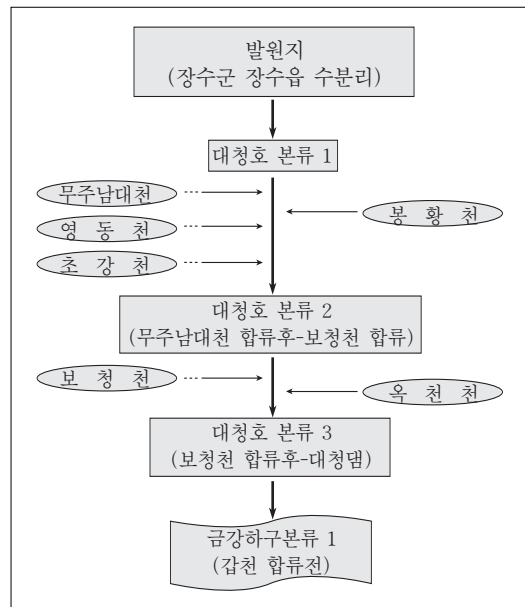 발원지
(장수군 장수읍 수분리)
대청호 본류 1
무주남대천
봉 황 천
영 동 천
초 강 천
대청호 본류 2
(무주남대천 합류후-보청천 합류)
보 청 천
옥 천 천
대청호 본류 3
(보청천 합류후-대청댐)
금강하구본류 1
(갑천 합류전)